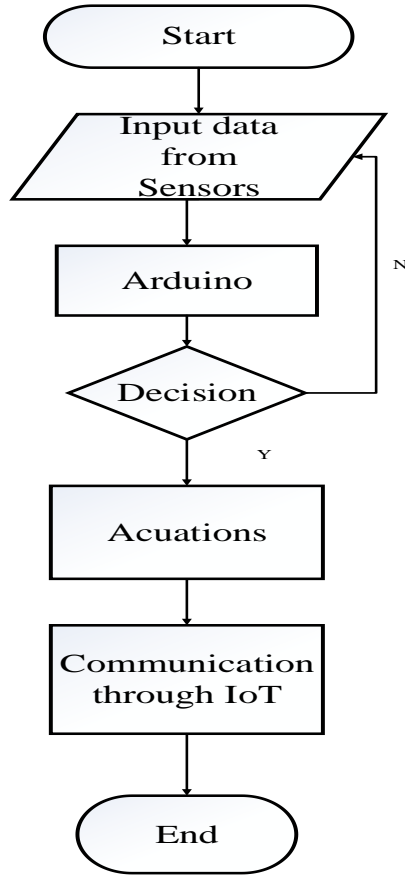 Start
Input data
from
Sensors
Arduino
N
Decision
Y
Acuations
Communication
through IoT
End